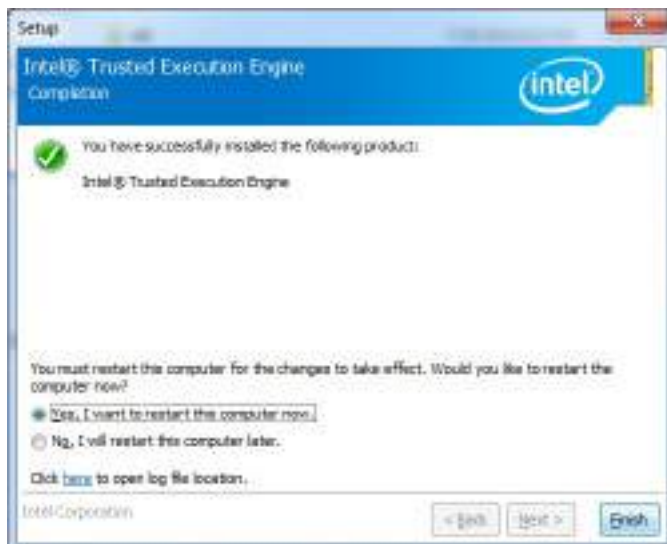 Setup
Intel® Trusted Execution Engine
Completion
intel
You have successfully installed the following product:
Intel® Trusted Execution Engine
You must restart this computer for the changes to take effect. Would you like to restart the
computer now?
Yes, I want to restart this computer now.
No, I will restart this computer later.
Click here to open log file location.
Intel Corporation
< Back
Next >
Finish